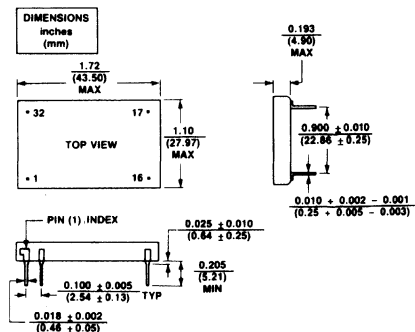 DIMENSIONS
inches
(mm)
0.193
(4.90)
MAX
1.72
(43.50)
MAX
32
17
TOP VIEW
1.10
(27.97)
MAX
0.900 ± 0.010
(22.86 ± 0.25)
1
16
0.010 + 0.002 - 0.001
(0.25 + 0.005 - 0.003)
PIN (1) INDEX
0.025 ± 0.010
(0.64 ± 0.25)
0.205
(5.21)
MIN
0.100 ± 0.005
(2.54 ± 0.13)
TYP
0.018 ± 0.002
(0.46 ± 0.05)